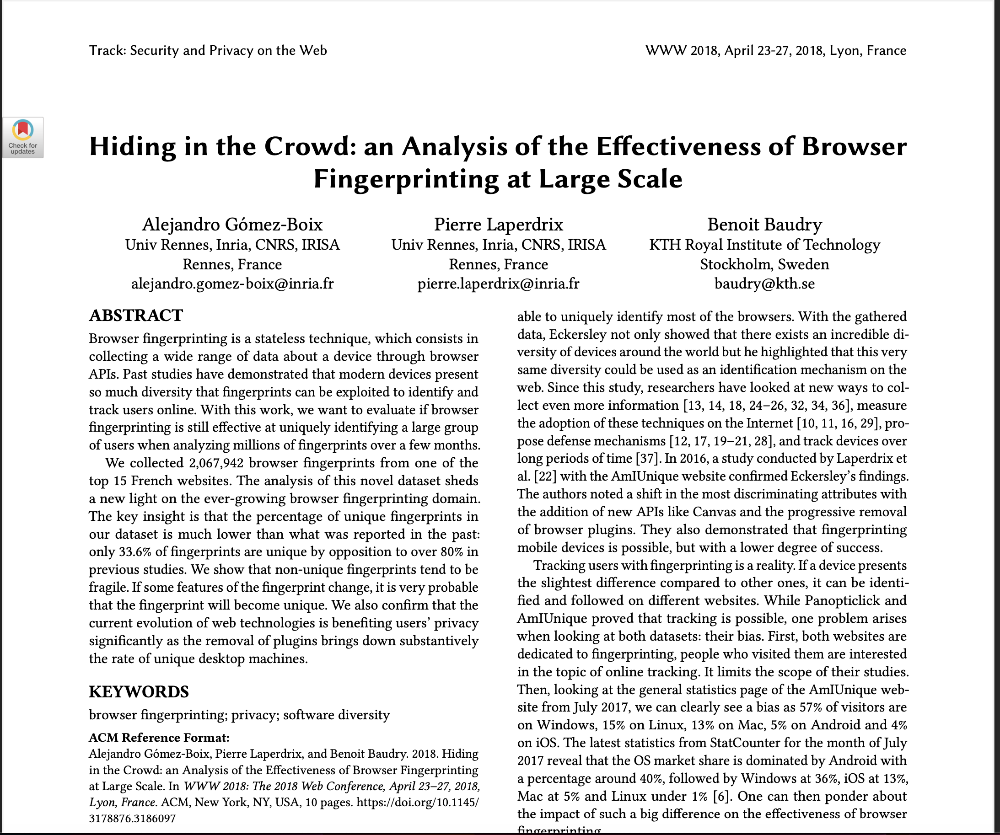 Track: Security and Privacy on the Web
WWW 2018, April 23-27, 2018, Lyon, France
Check for
updates
Hiding in the Crowd: an Analysis of the Effectiveness of Browser
Fingerprinting at Large Scale
Alejandro Gómez-Boix
Univ Rennes, Inria, CNRS, IRISA
Rennes, France
alejandro.gomez-boix@inria.fr
Pierre Laperdrix
Univ Rennes, Inria, CNRS, IRISA
Rennes, France
pierre.laperdrix@inria.fr
Benoit Baudry
KTH Royal Institute of Technology
Stockholm, Sweden
baudry@kth.se
ABSTRACT
Browser fingerprinting is a stateless technique, which consists in
collecting a wide range of data about a device through browser
APIs. Past studies have demonstrated that modern devices present
so much diversity that fingerprints can be exploited to identify and
track users online. With this work, we want to evaluate if browser
fingerprinting is still effective at uniquely identifying a large group
of users when analyzing millions of fingerprints over a few months.
We collected 2,067,942 browser fingerprints from one of the
top 15 French websites. The analysis of this novel dataset sheds
a new light on the ever-growing browser fingerprinting domain.
The key insight is that the percentage of unique fingerprints in
our dataset is much lower than what was reported in the past:
only 33.6% of fingerprints are unique by opposition to over 80% in
previous studies. We show that non-unique fingerprints tend to be
fragile. If some features of the fingerprint change, it is very probable
that the fingerprint will become unique. We also confirm that the
current evolution of web technologies is benefiting users’ privacy
significantly as the removal of plugins brings down substantively
the rate of unique desktop machines.
KEYWORDS
browser fingerprinting; privacy; software diversity
ACM Reference Format:
Alejandro Gómez-Boix, Pierre Laperdrix, and Benoit Baudry. 2018. Hiding
in the Crowd: an Analysis of the Effectiveness of Browser Fingerprinting
at Large Scale. In WWW 2018: The 2018 Web Conference, April 23–27, 2018,
Lyon, France. ACM, New York, NY, USA, 10 pages. https://doi.org/10.1145/
3178876.3186097
able to uniquely identify most of the browsers. With the gathered
data, Eckersley not only showed that there exists an incredible di-
versity of devices around the world but he highlighted that this very
same diversity could be used as an identification mechanism on the
web. Since this study, researchers have looked at new ways to col-
lect even more information [13, 14, 18, 24–26, 32, 34, 36], measure
the adoption of these techniques on the Internet [10, 11, 16, 29], pro-
pose defense mechanisms [12, 17, 19–21, 28], and track devices over
long periods of time [37]. In 2016, a study conducted by Laperdrix et
al. [22] with the AmIUnique website confirmed Eckersley’s findings.
The authors noted a shift in the most discriminating attributes with
the addition of new APIs like Canvas and the progressive removal
of browser plugins. They also demonstrated that fingerprinting
mobile devices is possible, but with a lower degree of success.
Tracking users with fingerprinting is a reality. If a device presents
the slightest difference compared to other ones, it can be identi-
fied and followed on different websites. While Panopticlick and
AmIUnique proved that tracking is possible, one problem arises
when looking at both datasets: their bias. First, both websites are
dedicated to fingerprinting, people who visited them are interested
in the topic of online tracking. It limits the scope of their studies.
Then, looking at the general statistics page of the AmIUnique web-
site from July 2017, we can clearly see a bias as 57% of visitors are
on Windows, 15% on Linux, 13% on Mac, 5% on Android and 4%
on iOS. The latest statistics from StatCounter for the month of July
2017 reveal that the OS market share is dominated by Android with
a percentage around 40%, followed by Windows at 36%, iOS at 13%,
Mac at 5% and Linux under 1% [6]. One can then ponder about
the impact of such a big difference on the effectiveness of browser
fingerprinting.